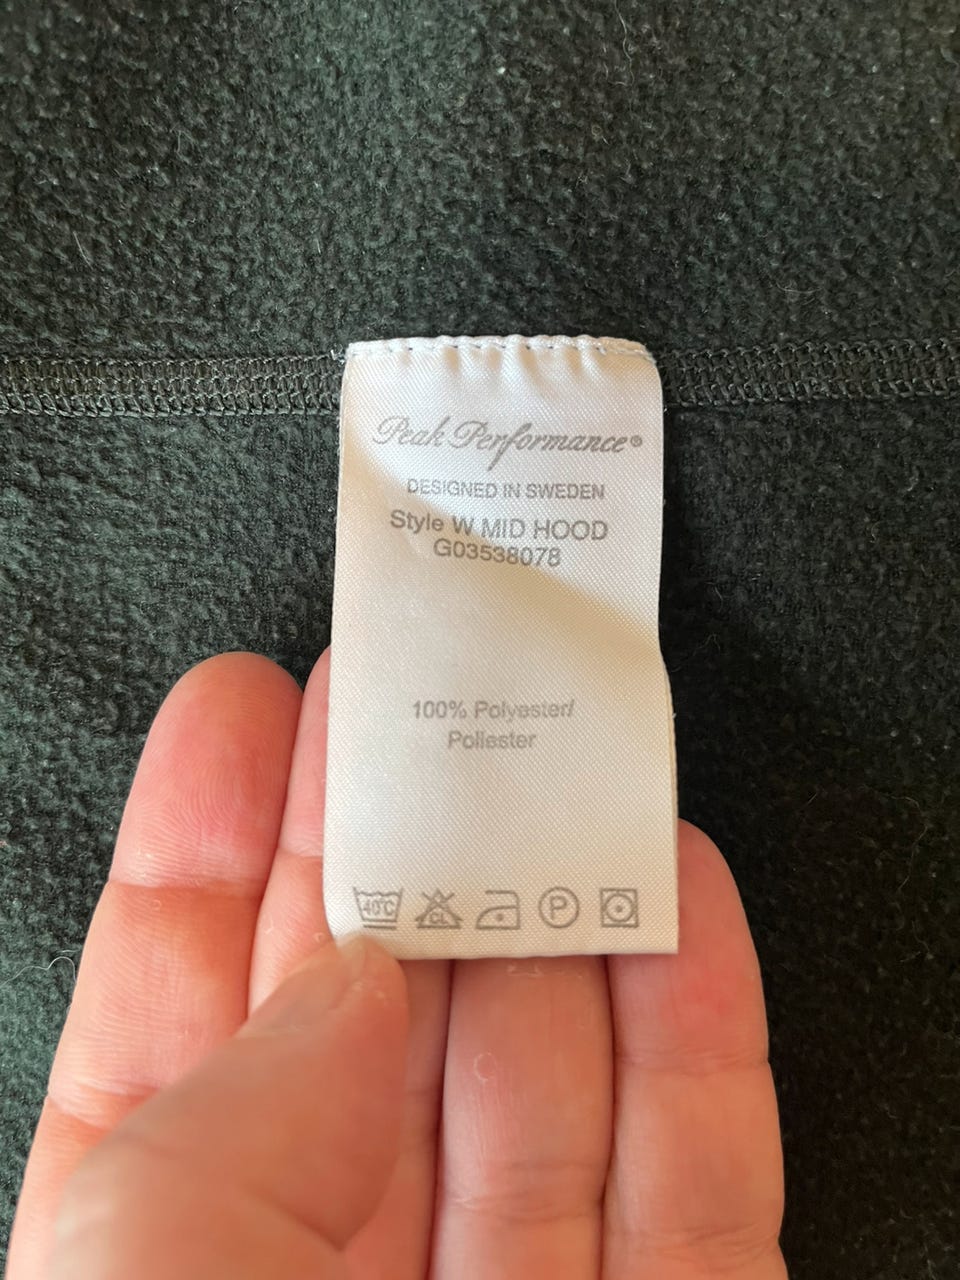 Peak Performance®
DESIGNED IN SWEDEN
Style W MID HOOD
G03538078
100% Polyester/
Poliester
40°C CL P